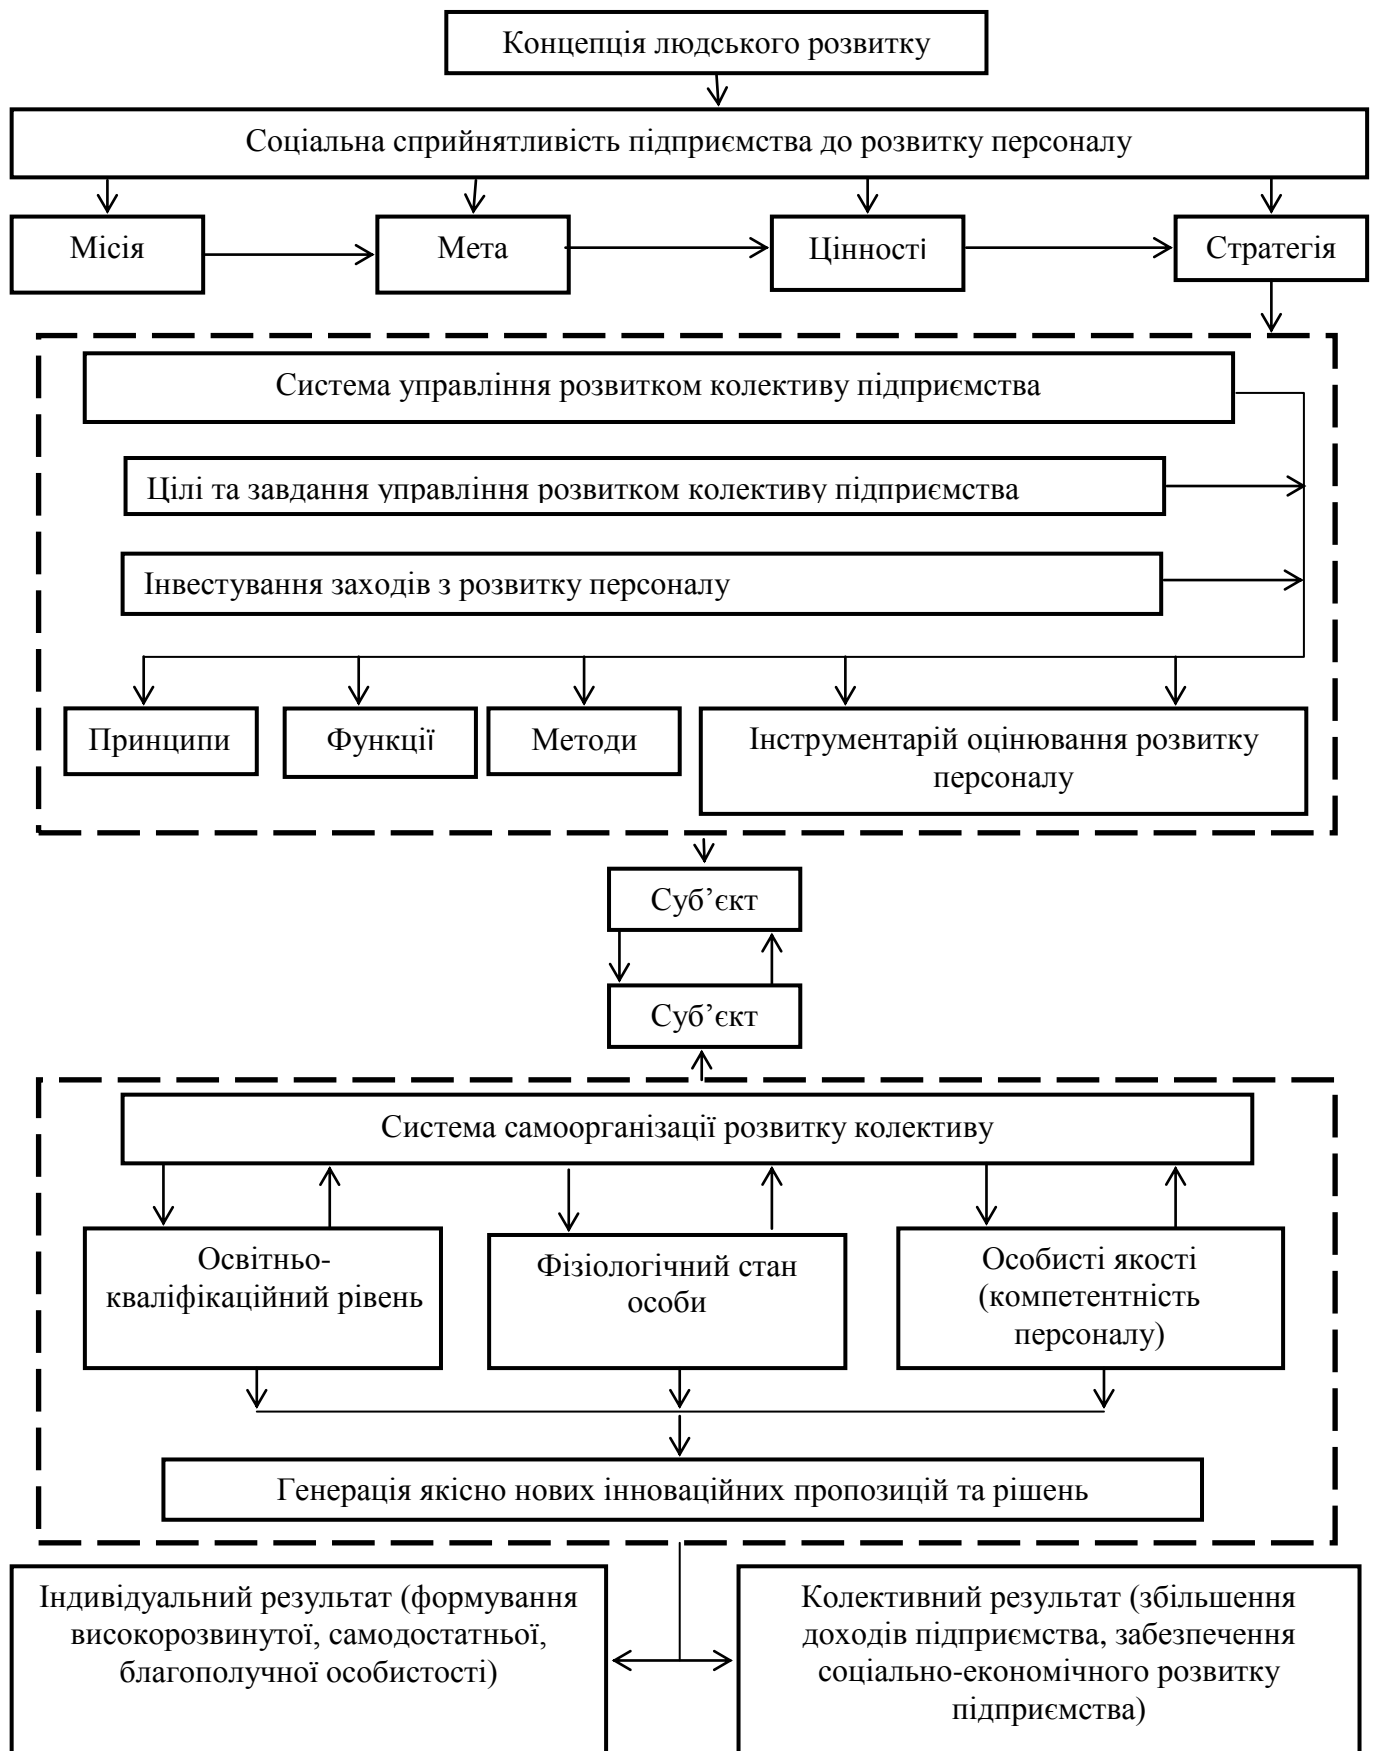 Концепція людського розвитку
Соціальна сприйнятливість підприємства до розвитку персоналу
Місія
Мета
Цінності
Стратегія
Система управління розвитком колективу підприємства
Цілі та завдання управління розвитком колективу підприємства
Інвестування заходів з розвитку персоналу
Принципи
Функції
Методи
Інструментарій оцінювання розвитку
персоналу
Суб’єкт
Суб’єкт
Система самоорганізації розвитку колективу
Освітньо-
кваліфікаційний рівень
Фізіологічний стан
особи
Особисті якості
(компетентність
персоналу)
Генерація якісно нових інноваційних пропозицій та рішень
Індивідуальний результат (формування
високорозвинутої, самодостатньої,
благополучної особистості)
Колективний результат (збільшення
доходів підприємства, забезпечення
соціально-економічного розвитку
підприємства)